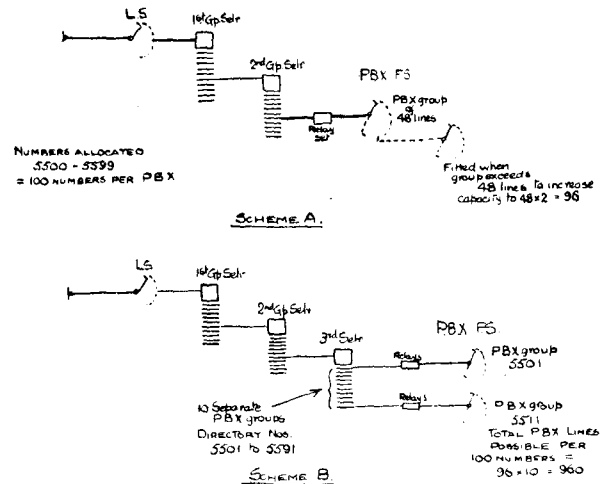 LS
1st Gp Selr
2nd Gp Selr
PBX FS
PBX group
of
48 lines
Relay
Set
NUMBERS ALLOCATED
5500 - 5599
= 100 NUMBERS PER PBX
Fitted when
group exceeds
48 lines to increase
capacity to 48×2 = 96
SCHEME A.
LS
1st Gp Selr
2nd Gp Selr
3rd Selr
PBX FS.
Relays
PBX group
5501
Relays
PBX group
5511
10 Separate
PBX groups
DIRECTORY NOS.
5501 to 5591
TOTAL PBX LINES
POSSIBLE PER
100 NUMBERS =
96×10 = 960
SCHEME B.